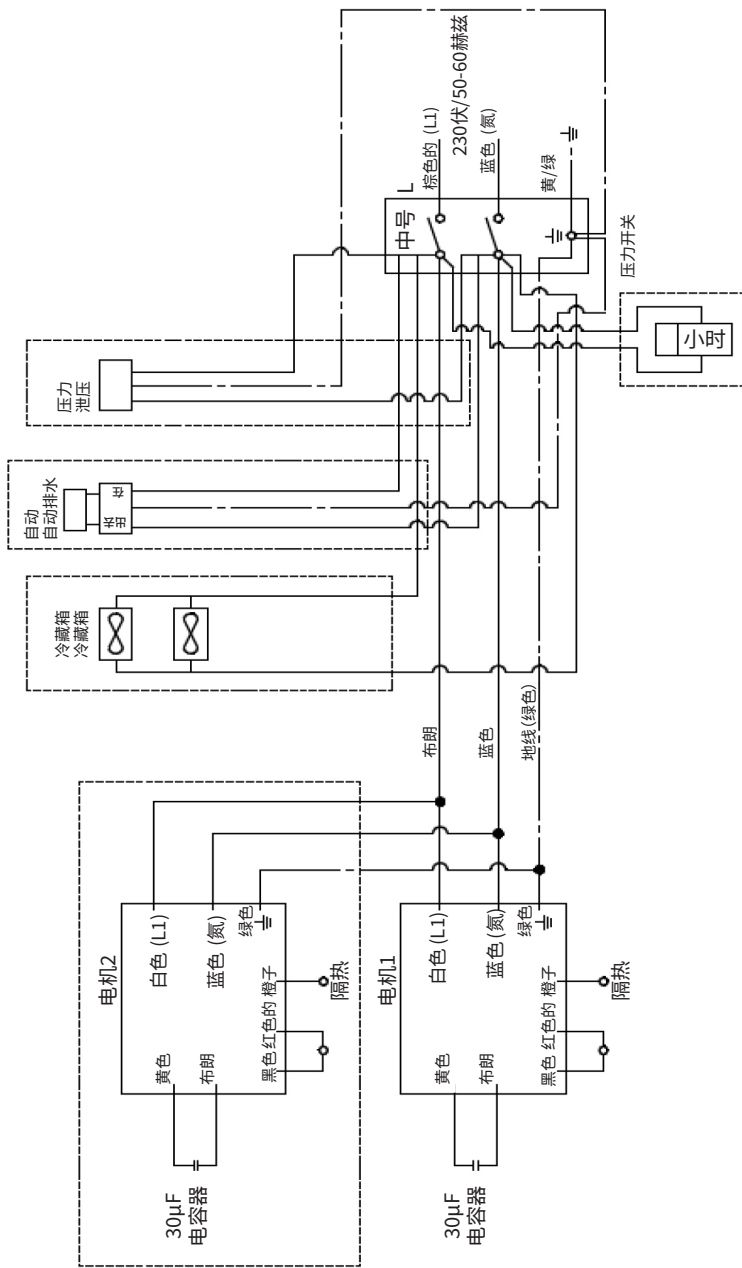 230伏/50-60赫兹
棕色的 (L1)
蓝色 (氮)
黄/绿
L
中号
压力开关
小时
压力
泄压
自动
自动排水
冷藏箱
冷藏箱
布朗
蓝色
地线(绿色)
电机2
白色 (L1)
蓝色 (氮)
绿色
黄色
布朗
黑色
红色的
橙子
隔热
30µF
电容器
电机1
白色 (L1)
蓝色 (氮)
绿色
黄色
布朗
黑色
红色的
橙子
隔热
30µF
电容器